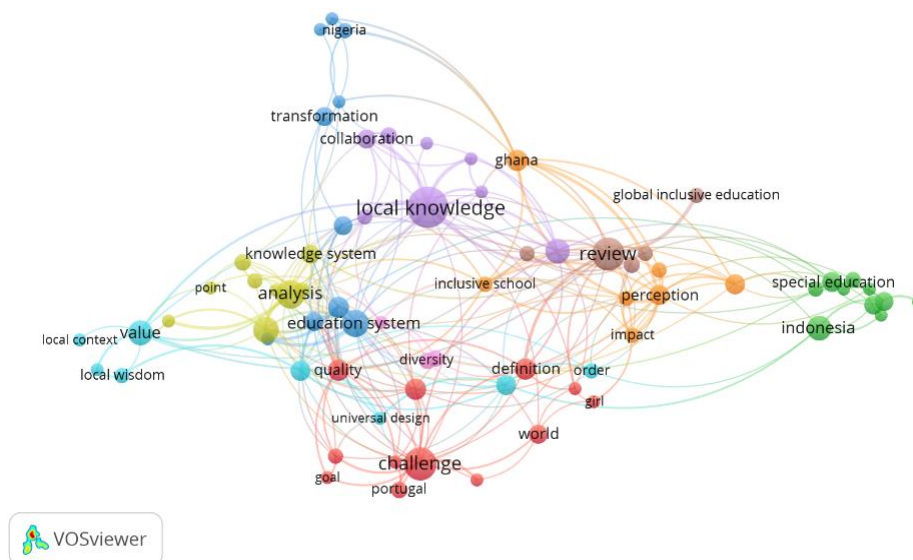 nigeria
transformation
collaboration
ghana
global inclusive education
local knowledge
knowledge system
review
point
analysis
inclusive school
perception
special education
local context
value
education system
impact
indonesia
local wisdom
quality
diversity
definition
order
girl
universal design
world
challenge
goal
portugal
VOSviewer